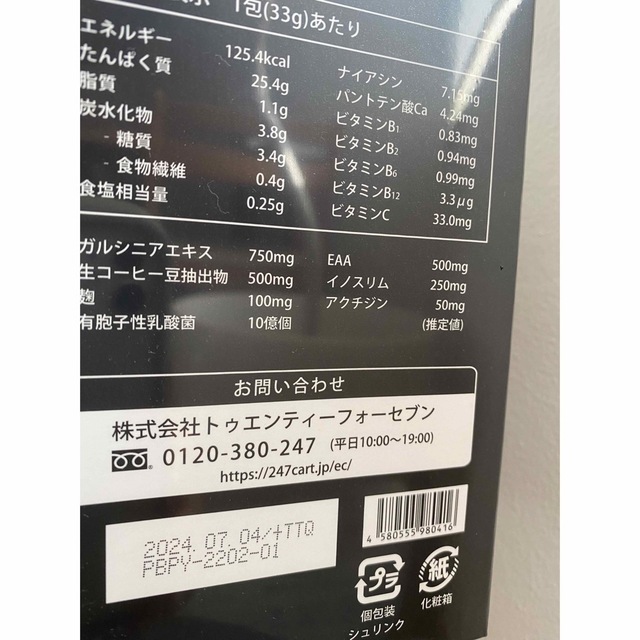 1包(33g)あたり
エネルギー 125.4kcal
たんぱく質 25.4g
脂質 1.1g
炭水化物 3.8g
- 糖質 3.4g
- 食物繊維 0.4g
食塩相当量 0.25g
ナイアシン 7.15mg
パントテン酸Ca 4.24mg
ビタミンB1 0.83mg
ビタミンB2 0.94mg
ビタミンB6 0.99mg
ビタミンB12 3.3μg
ビタミンC 33.0mg
ガルシニアエキス 750mg
生コーヒー豆抽出物 500mg
麹 100mg
有胞子性乳酸菌 10億個
EAA 500mg
イノスリム 250mg
アクチジン 50mg
(推定値)
お問い合わせ
株式会社トゥエンティーフォーセブン
0120-380-247 (平日10:00～19:00)
https://247cart.jp/ec/
2024.07.04/+TTQ
PBPY-2202-01
4 580555 980416
プラ
個包装
シュリンク
紙
化粧箱